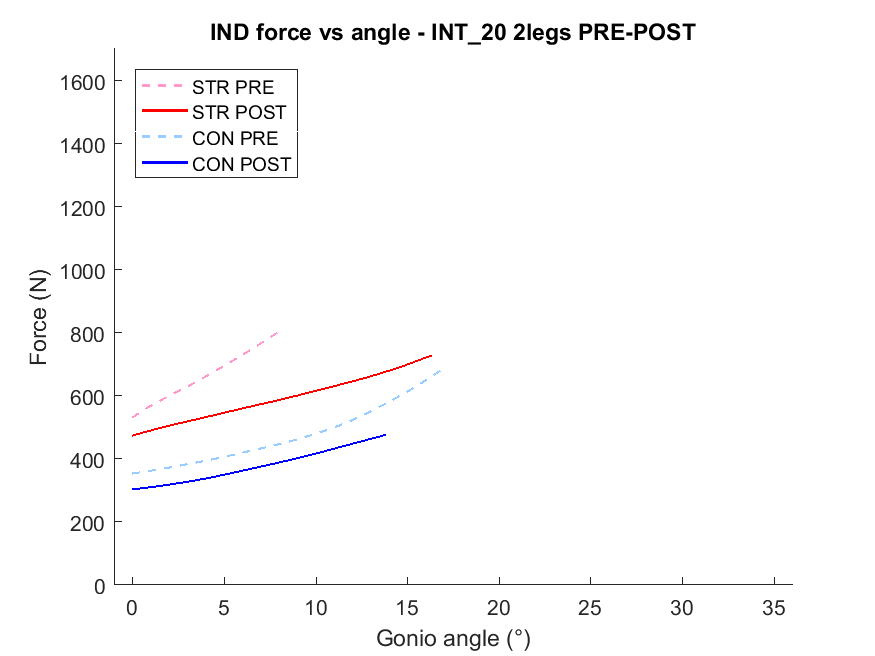 IND force vs angle - INT_20 2legs PRE-POST
STR PRE
STR POST
CON PRE
CON POST
1600
1400
1200
1000
800
600
400
200
0
Force (N)
0 5 10 15 20 25 30 35
Gonio angle (°)